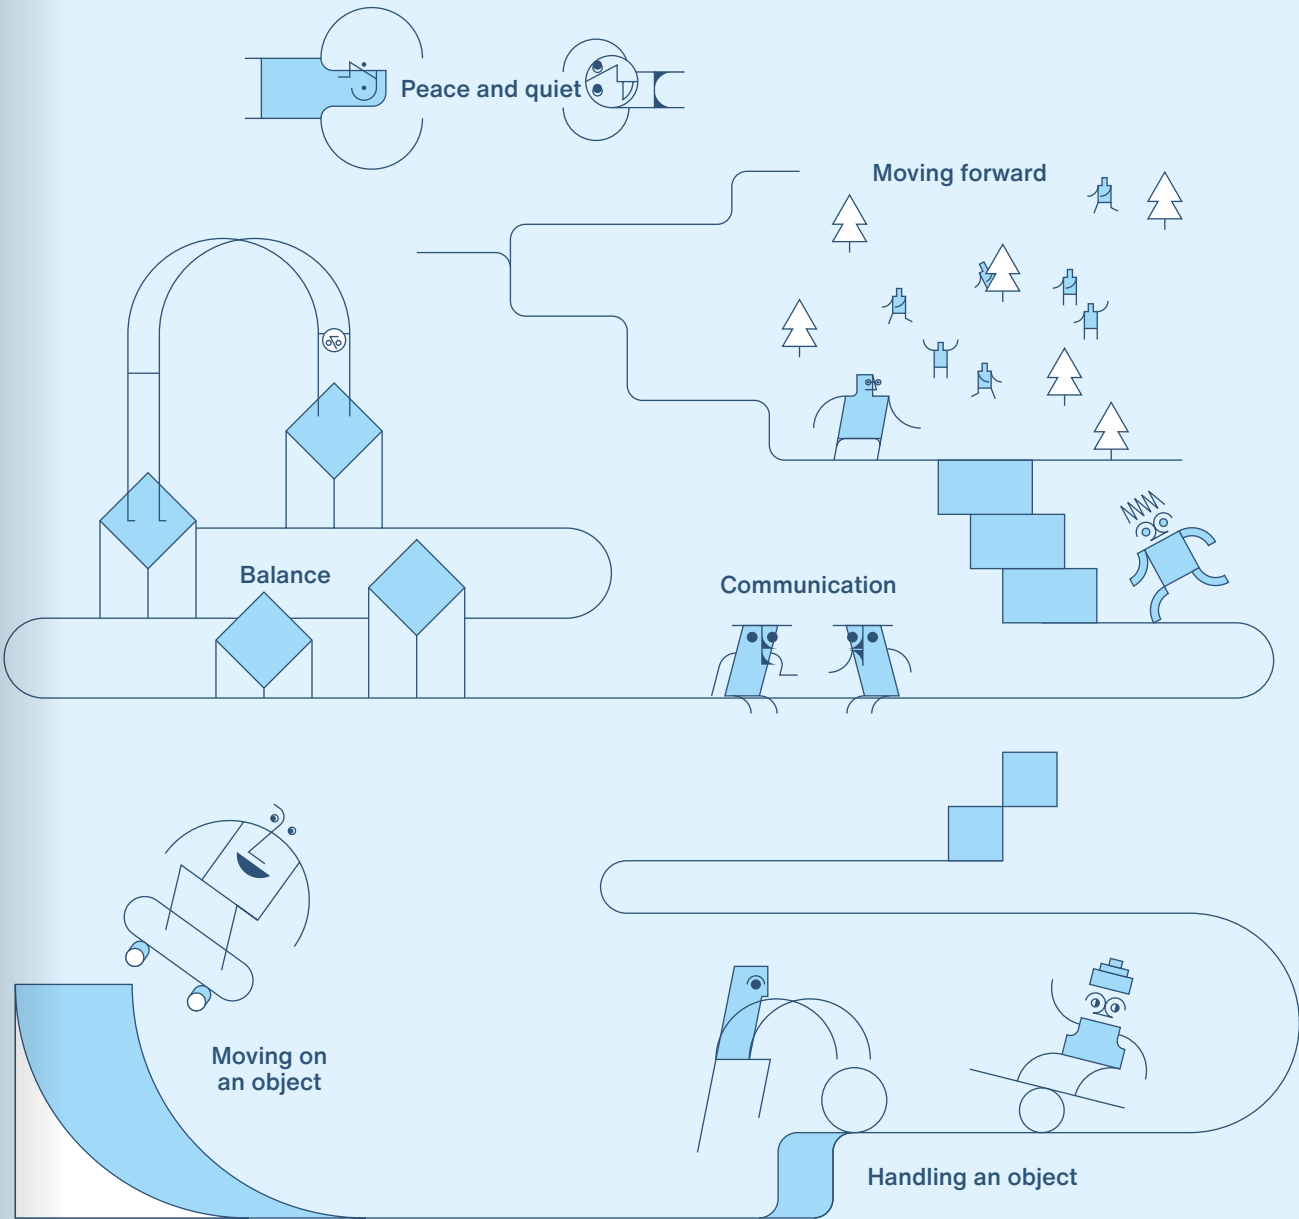 Peace and quiet
Moving forward
Balance
Communication
Moving on
an object
Handling an object